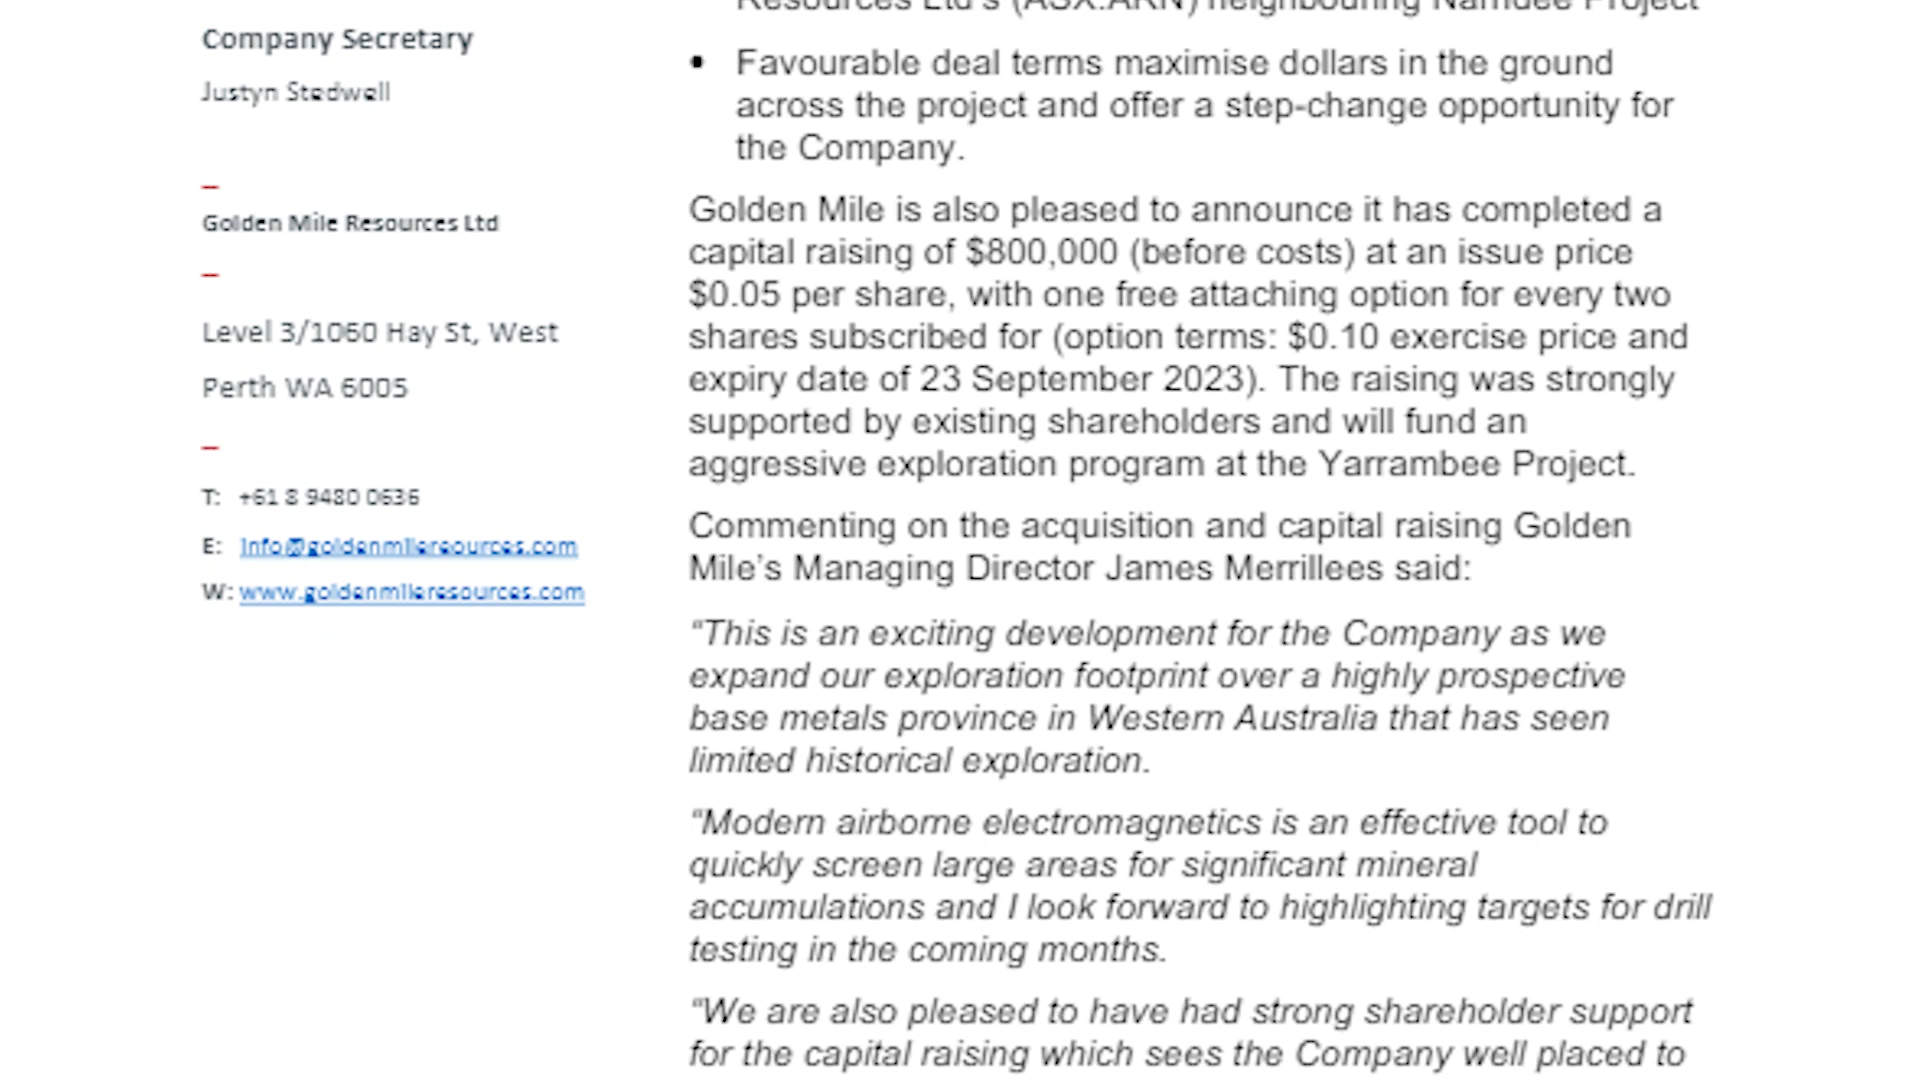 Company Secretary
Justyn Stedwell
Golden Mile Resources Ltd
Level 3/1060 Hay St, West
Perth WA 6005
T: +61 8 9480 0636
E: info@goldenmilereources.com
W: www.goldenmileresources.com
Resources Ltd's (ASX:ARN) neighbouring Narndee Project
▪ Favourable deal terms maximise dollars in the ground
across the project and offer a step-change opportunity for
the Company.
Golden Mile is also pleased to announce it has completed a
capital raising of $800,000 (before costs) at an issue price
$0.05 per share, with one free attaching option for every two
shares subscribed for (option terms: $0.10 exercise price and
expiry date of 23 September 2023). The raising was strongly
supported by existing shareholders and will fund an
aggressive exploration program at the Yarrambee Project.
Commenting on the acquisition and capital raising Golden
Mile’s Managing Director James Merrillees said:
“This is an exciting development for the Company as we
expand our exploration footprint over a highly prospective
base metals province in Western Australia that has seen
limited historical exploration.
“Modern airborne electromagnetics is an effective tool to
quickly screen large areas for significant mineral
accumulations and I look forward to highlighting targets for drill
testing in the coming months.
“We are also pleased to have had strong shareholder support
for the capital raising which sees the Company well placed to